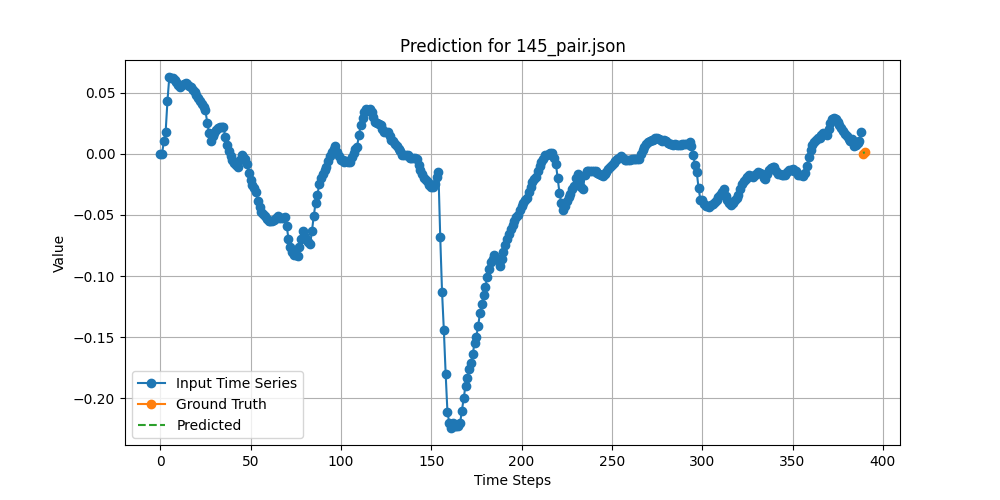 Prediction for 145_pair.json
Value
0.05
0.00
−0.05
−0.10
−0.15
−0.20
Input Time Series
Ground Truth
Predicted
0 50 100 150 200 250 300 350 400
Time Steps